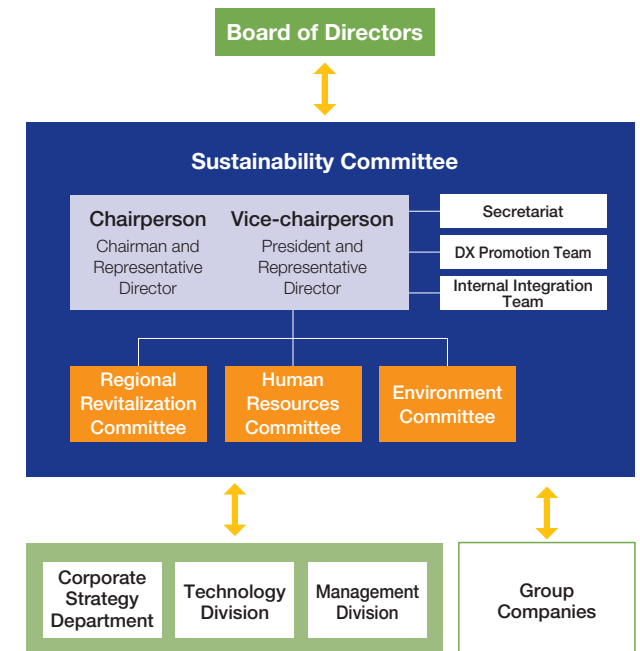 Board of Directors
Sustainability Committee
Chairperson
Chairman and
Representative
Director
Vice-chairperson
President and
Representative
Director
Secretariat
DX Promotion Team
Internal Integration
Team
Regional
Revitalization
Committee
Human
Resources
Committee
Environment
Committee
Corporate
Strategy
Department
Technology
Division
Management
Division
Group
Companies